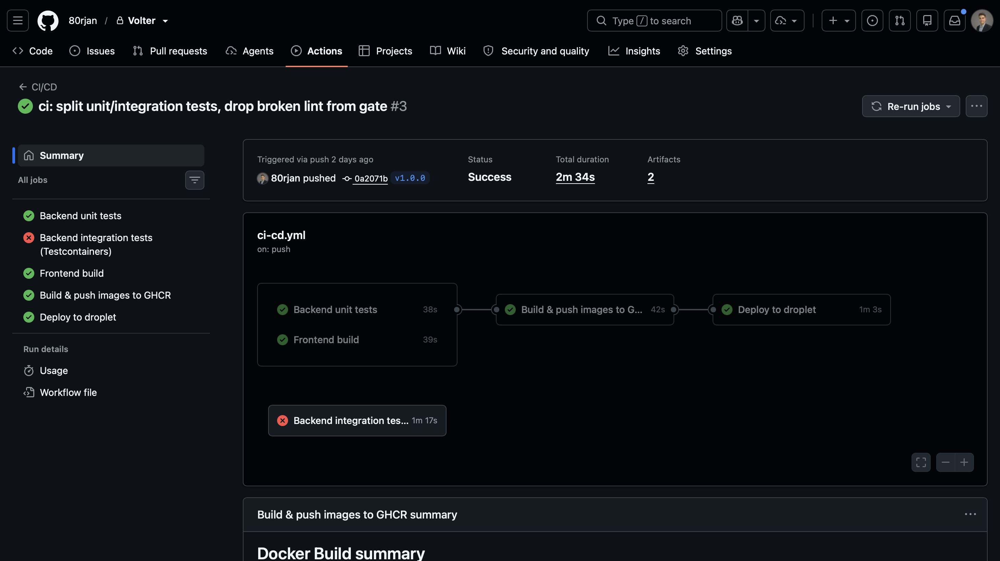 80rjan / Volter
Type / to search
Code Issues Pull requests Agents Actions Projects Wiki Security and quality Insights Settings
CI/CD
ci: split unit/integration tests, drop broken lint from gate #3
Re-run jobs
Summary
All jobs
Backend unit tests
Backend integration tests
(Testcontainers)
Frontend build
Build & push images to GHCR
Deploy to droplet
Run details
Usage
Workflow file
Triggered via push 2 days ago
80rjan pushed 0a2071b v1.0.0
Status
Success
Total duration
2m 34s
Artifacts
2
ci-cd.yml
on: push
Backend unit tests 38s
Frontend build 39s
Build & push images to G... 42s
Deploy to droplet 1m 3s
Backend integration tes... 1m 17s
Build & push images to GHCR summary
Docker Build summary